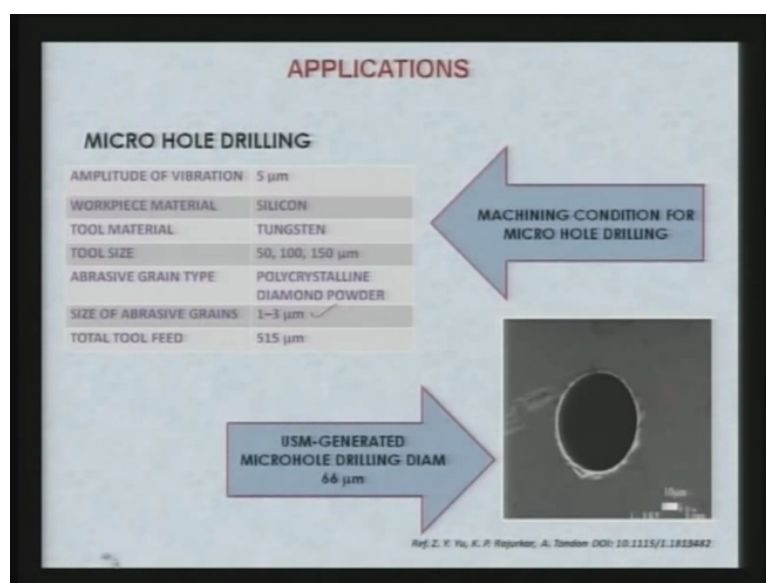 APPLICATIONS
MICRO HOLE DRILLING
AMPLITUDE OF VIBRATION 5 µm
WORKPIECE MATERIAL SILICON
TOOL MATERIAL TUNGSTEN
TOOL SIZE 50, 100, 150 µm
ABRASIVE GRAIN TYPE POLYCRYSTALLINE
DIAMOND POWDER
SIZE OF ABRASIVE GRAINS 1–3 µm
TOTAL TOOL FEED 515 µm
MACHINING CONDITION FOR
MICRO HOLE DRILLING
USM-GENERATED
MICROHOLE DRILLING DIAM
66 µm
10µm
Ref. Z. Y. Yu, K. P. Rajurkar, A. Tandon DOI: 10.1115/1.1813482